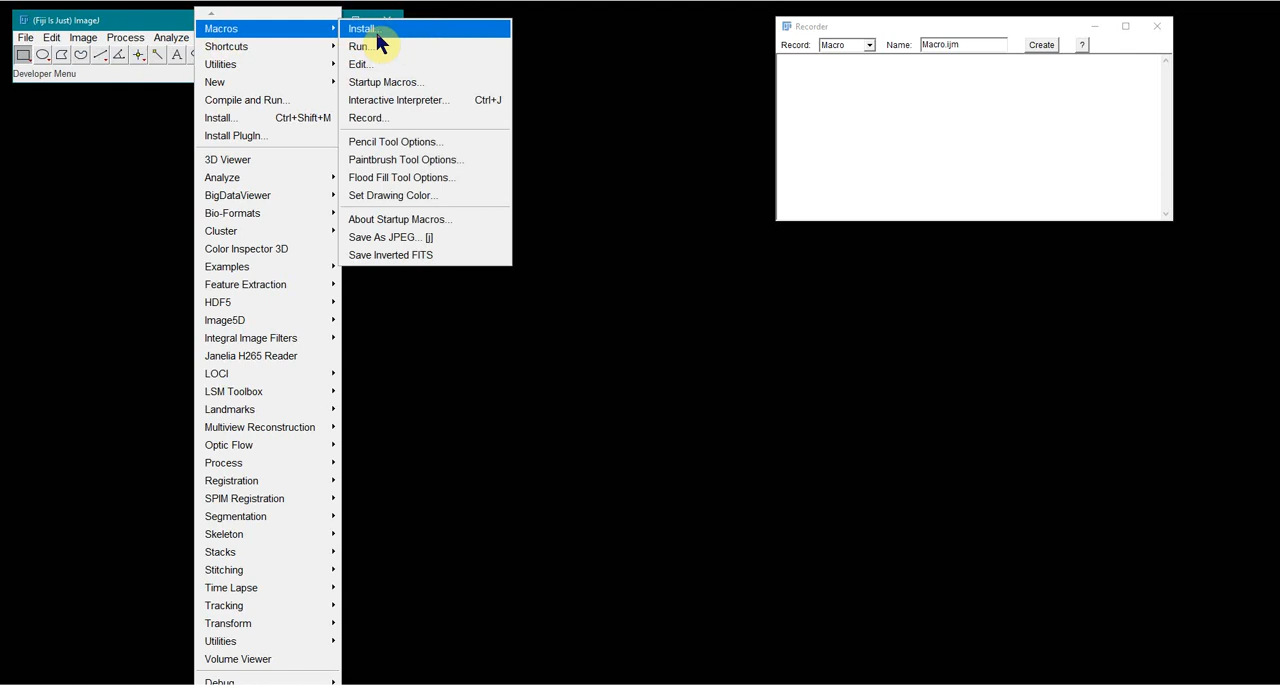 (Fiji Is Just) ImageJ
File Edit Image Process Analyze
A
Developer Menu
Macros
Shortcuts
Utilities
New
Compile and Run...
Install... Ctrl+Shift+M
Install PlugIn...
3D Viewer
Analyze
BigDataViewer
Bio-Formats
Cluster
Color Inspector 3D
Examples
Feature Extraction
HDF5
Image5D
Integral Image Filters
Janelia H265 Reader
LOCI
LSM Toolbox
Landmarks
Multiview Reconstruction
Optic Flow
Process
Registration
SPIM Registration
Segmentation
Skeleton
Stacks
Stitching
Time Lapse
Tracking
Transform
Utilities
Volume Viewer
Debug
Install...
Run...
Edit...
Startup Macros...
Interactive Interpreter... Ctrl+J
Record...
Pencil Tool Options...
Paintbrush Tool Options...
Flood Fill Tool Options...
Set Drawing Color...
About Startup Macros...
Save As JPEG... [j]
Save Inverted FITS
Recorder
Record: Macro Name: Macro.ijm Create ?